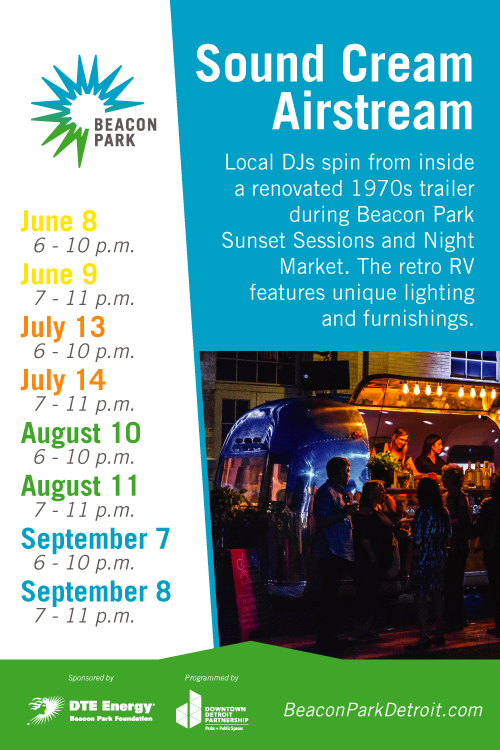 BEACON
PARK
Sound Cream
Airstream
Local DJs spin from inside
a renovated 1970s trailer
during Beacon Park
Sunset Sessions and Night
Market. The retro RV
features unique lighting
and furnishings.
June 8
6 - 10 p.m.
June 9
7 - 11 p.m.
July 13
6 - 10 p.m.
July 14
7 - 11 p.m.
August 10
6 - 10 p.m.
August 11
7 - 11 p.m.
September 7
6 - 10 p.m.
September 8
7 - 11 p.m.
Sponsored by
DTE Energy®
Beacon Park Foundation
Programmed by
DOWNTOWN
DETROIT
PARTNERSHIP
Parks + Public Spaces
BeaconParkDetroit.com